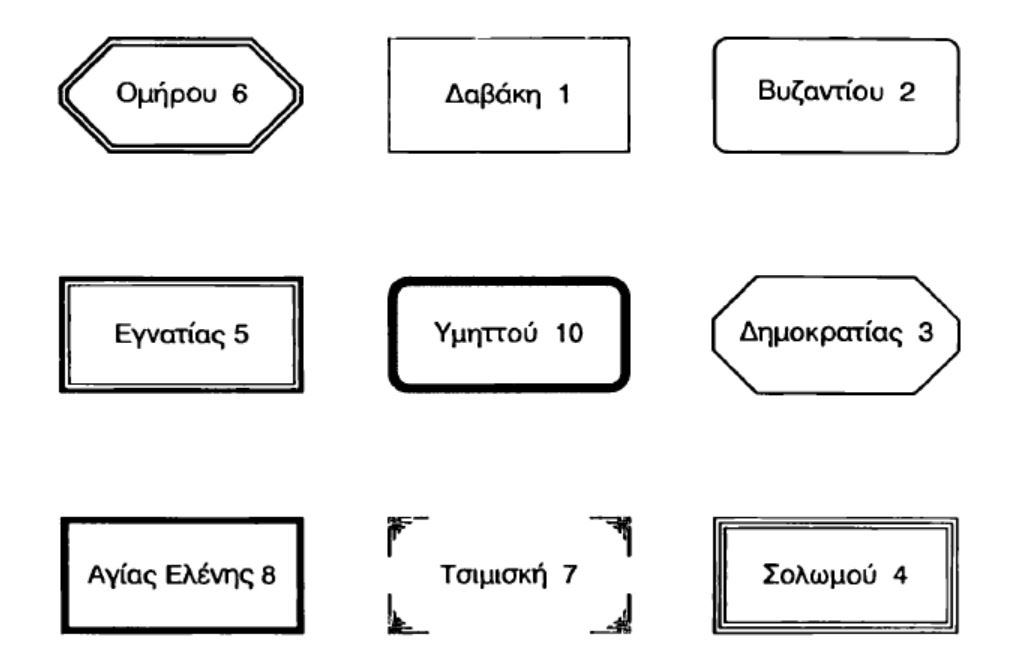 Ομήρου 6
Δαβάκη 1
Βυζαντίου 2
Εγνατίας 5
Υμηττού 10
Δημοκρατίας 3
Αγίας Ελένης 8
Τσιμισκή 7
Σολωμού 4